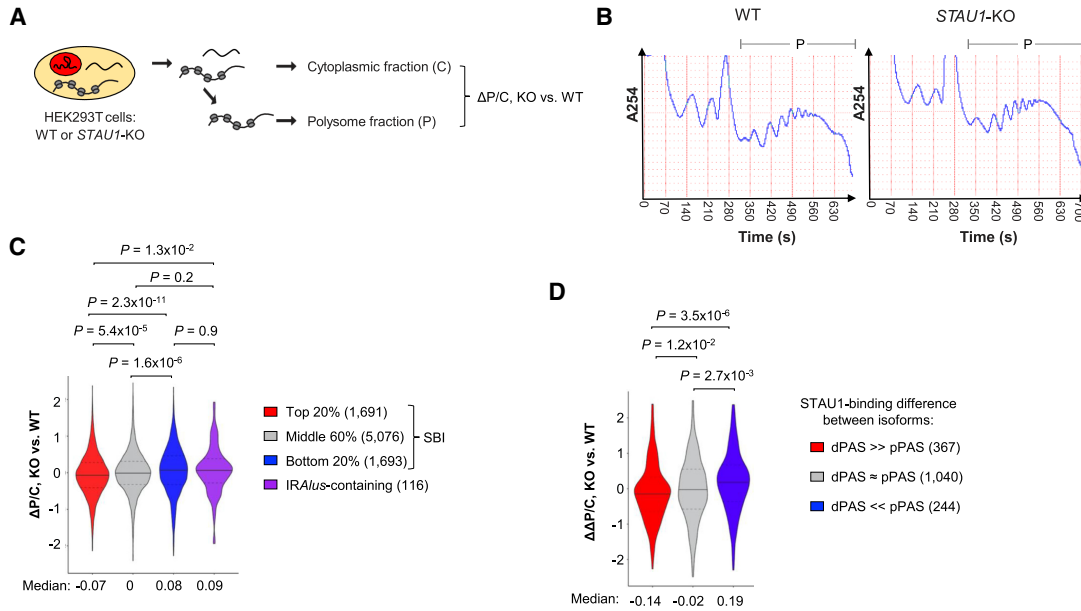 A
HEK293T cells:
WT or STAU1-KO
Cytoplasmic fraction (C)
Polysome fraction (P)
ΔP/C, KO vs. WT
B
WT
STAU1-KO
P
P
A254
A254
0 70 140 210 280 350 420 490 560 630
0 70 140 210 280 350 420 490 560 630 700
Time (s)
Time (s)
C
P = 1.3x10-2
P = 0.2
P = 2.3x10-11
P = 5.4x10-5
P = 0.9
P = 1.6x10-6
ΔP/C, KO vs. WT
2
1
0
-1
-2
Median: -0.07 0 0.08 0.09
Top 20% (1,691)
Middle 60% (5,076)
Bottom 20% (1,693)
IRAlus-containing (116)
SBI
D
P = 3.5x10-6
P = 1.2x10-2
P = 2.7x10-3
ΔΔP/C, KO vs. WT
2
1
0
-1
-2
Median: -0.14 -0.02 0.19
STAU1-binding difference
between isoforms:
dPAS >> pPAS (367)
dPAS ≈ pPAS (1,040)
dPAS << pPAS (244)